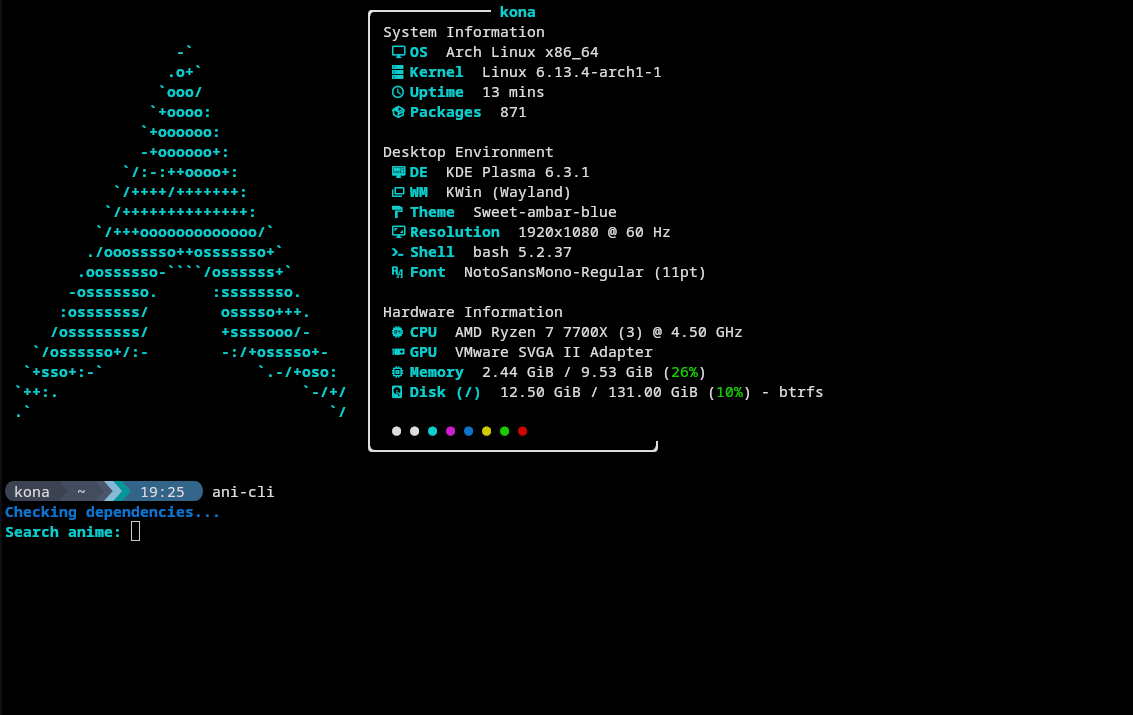 kona
System Information
OS Arch Linux x86_64
Kernel Linux 6.13.4-arch1-1
Uptime 13 mins
Packages 871
Desktop Environment
DE KDE Plasma 6.3.1
WM KWin (Wayland)
Theme Sweet-ambar-blue
Resolution 1920x1080 @ 60 Hz
Shell bash 5.2.37
Font NotoSansMono-Regular (11pt)
Hardware Information
CPU AMD Ryzen 7 7700X (3) @ 4.50 GHz
GPU VMware SVGA II Adapter
Memory 2.44 GiB / 9.53 GiB (26%)
Disk (/) 12.50 GiB / 131.00 GiB (10%) - btrfs
-`
.o+`
`ooo/
`+oooo:
`+oooooo:
-+oooooo+:
`/:-:++oooo+:
`/++++/+++++++:
`/++++++++++++++:
`/+++ooooooooooooo/`
./ooosssso++osssssso+`
.oossssso-````/ossssss+`
-osssssso. :ssssssso.
:osssssss/ osssso+++.
/ossssssss/ +ssssooo/-
`/ossssso+/:- -:/+osssso+-
`+sso+:-` `.-/+oso:
`++:. `-/+/
.` `/
kona ~ 19:25 ani-cli
Checking dependencies...
Search anime: